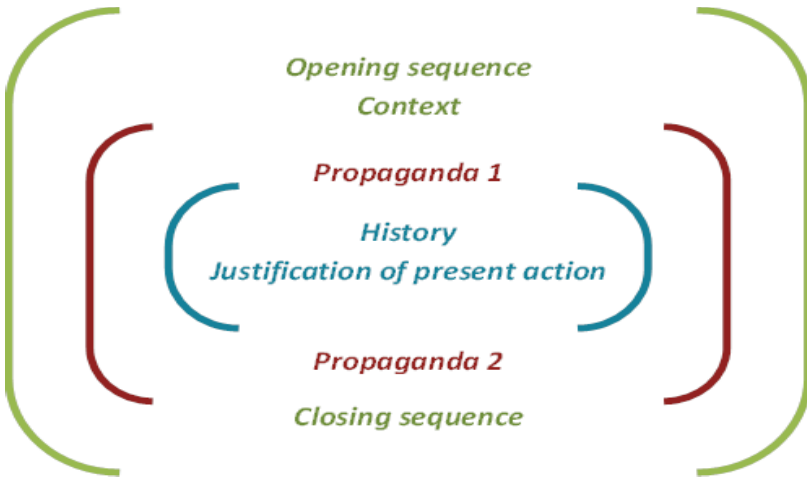 Opening sequence
Context
Propaganda 1
History
Justification of present action
Propaganda 2
Closing sequence